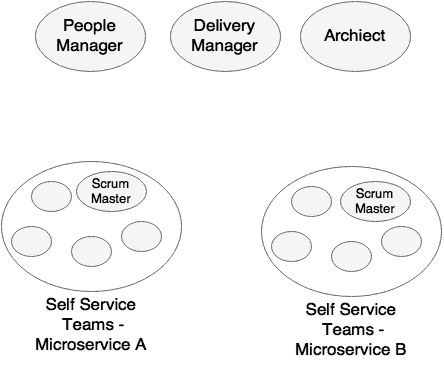 People
Manager
Delivery
Manager
Archiect
Scrum
Master
Scrum
Master
Self Service
Teams -
Microservice A
Self Service
Teams -
Microservice B